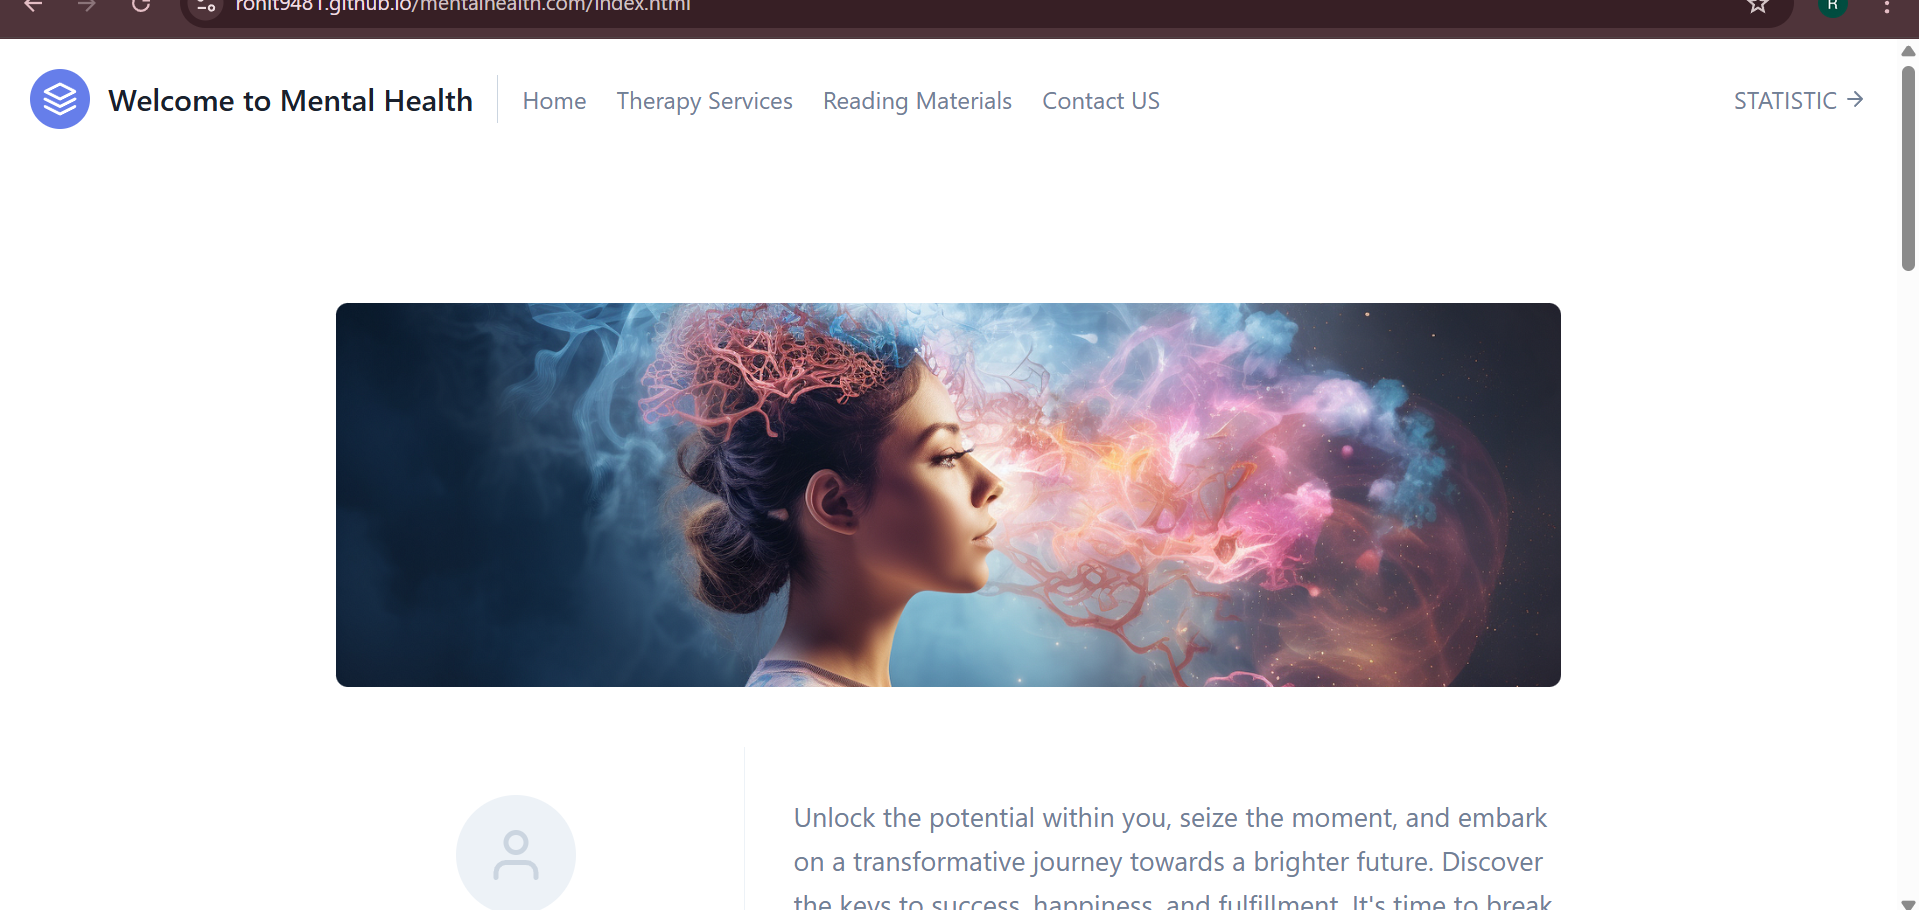 rohit9481.github.io/mentalhealth.com/index.html
R
Welcome to Mental Health
Home
Therapy Services
Reading Materials
Contact US
STATISTIC →
Unlock the potential within you, seize the moment, and embark
on a transformative journey towards a brighter future. Discover
the keys to success, happiness, and fulfillment. It's time to break